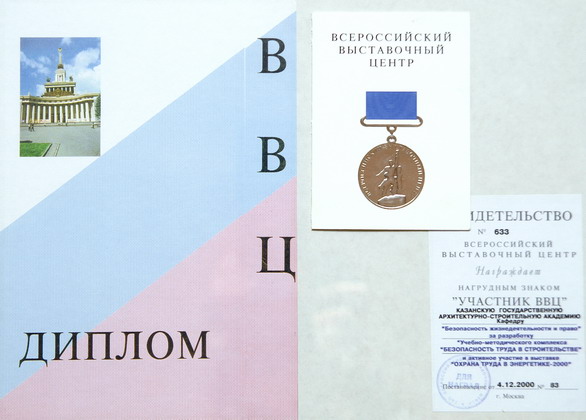 В
В
Ц
ДИПЛОМ
ВСЕРОССИЙСКИЙ
ВЫСТАВОЧНЫЙ
ЦЕНТР
ИДЕТЕЛЬСТВО
№ 633
ВСЕРОССИЙСКИЙ
ВЫСТАВОЧНЫЙ ЦЕНТР
Награждает
НАГРУДНЫМ ЗНАКОМ
"УЧАСТНИК ВВЦ"
КАЗАНСКУЮ ГОСУДАРСТВЕННУЮ
АРХИТЕКТУРНО-СТРОИТЕЛЬНУЮ АКАДЕМИЮ
Кафедру
"Безопасность жизнедеятельности и право"
за разработку
"Учебно-методического комплекса
"БЕЗОПАСНОСТЬ ТРУДА В СТРОИТЕЛЬСТВЕ"
и активное участие в выставке
"ОХРАНА ТРУДА В ЭНЕРГЕТИКЕ-2000"
от 4.12.2000 № 83
г. Москва